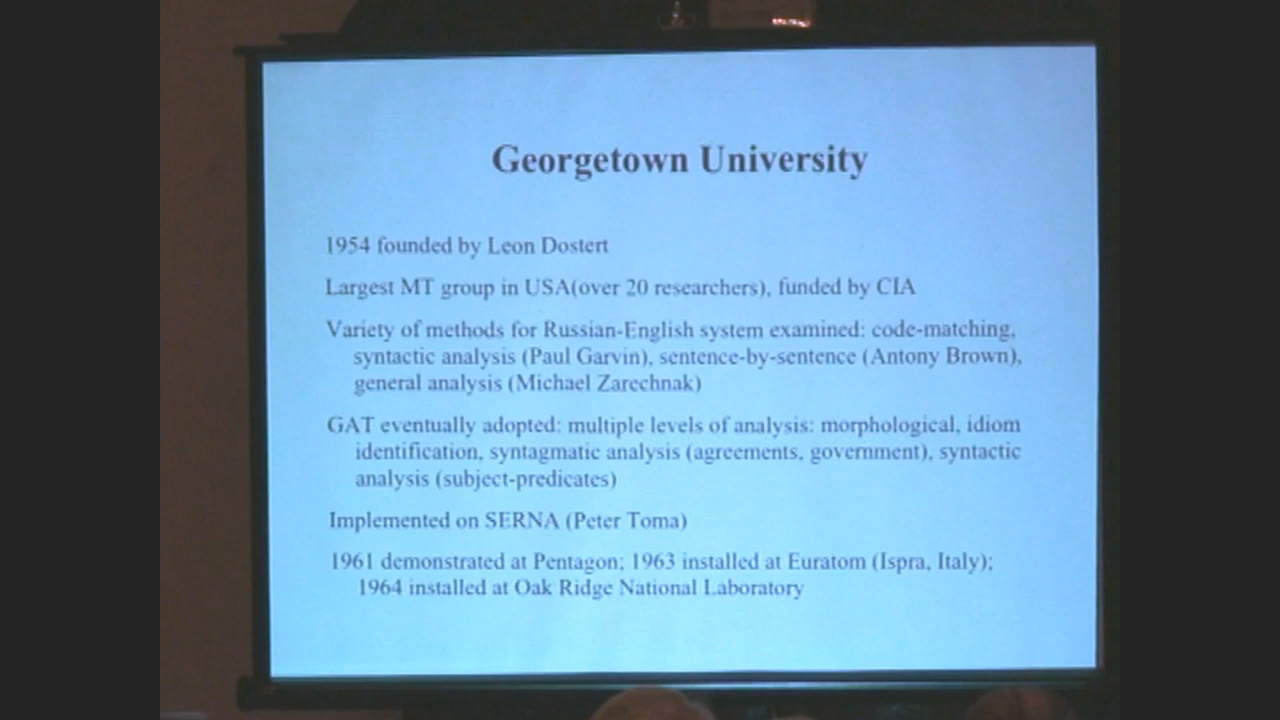 Georgetown University
1954 founded by Leon Dostert
Largest MT group in USA(over 20 researchers), funded by CIA
Variety of methods for Russian-English system examined: code-matching,
syntactic analysis (Paul Garvin), sentence-by-sentence (Antony Brown),
general analysis (Michael Zarechnak)
GAT eventually adopted: multiple levels of analysis: morphological, idiom
identification, syntagmatic analysis (agreements, government), syntactic
analysis (subject-predicates)
Implemented on SERNA (Peter Toma)
1961 demonstrated at Pentagon; 1963 installed at Euratom (Ispra, Italy);
1964 installed at Oak Ridge National Laboratory